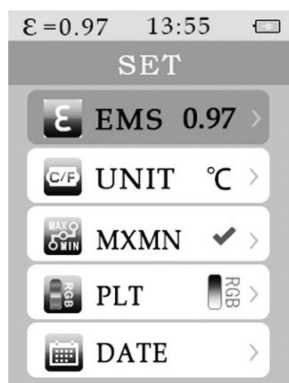 ε=0.97 13:55
SET
ε EMS 0.97
C/F UNIT °C
MAX MIN MXMN
RGB PLT RGB
DATE